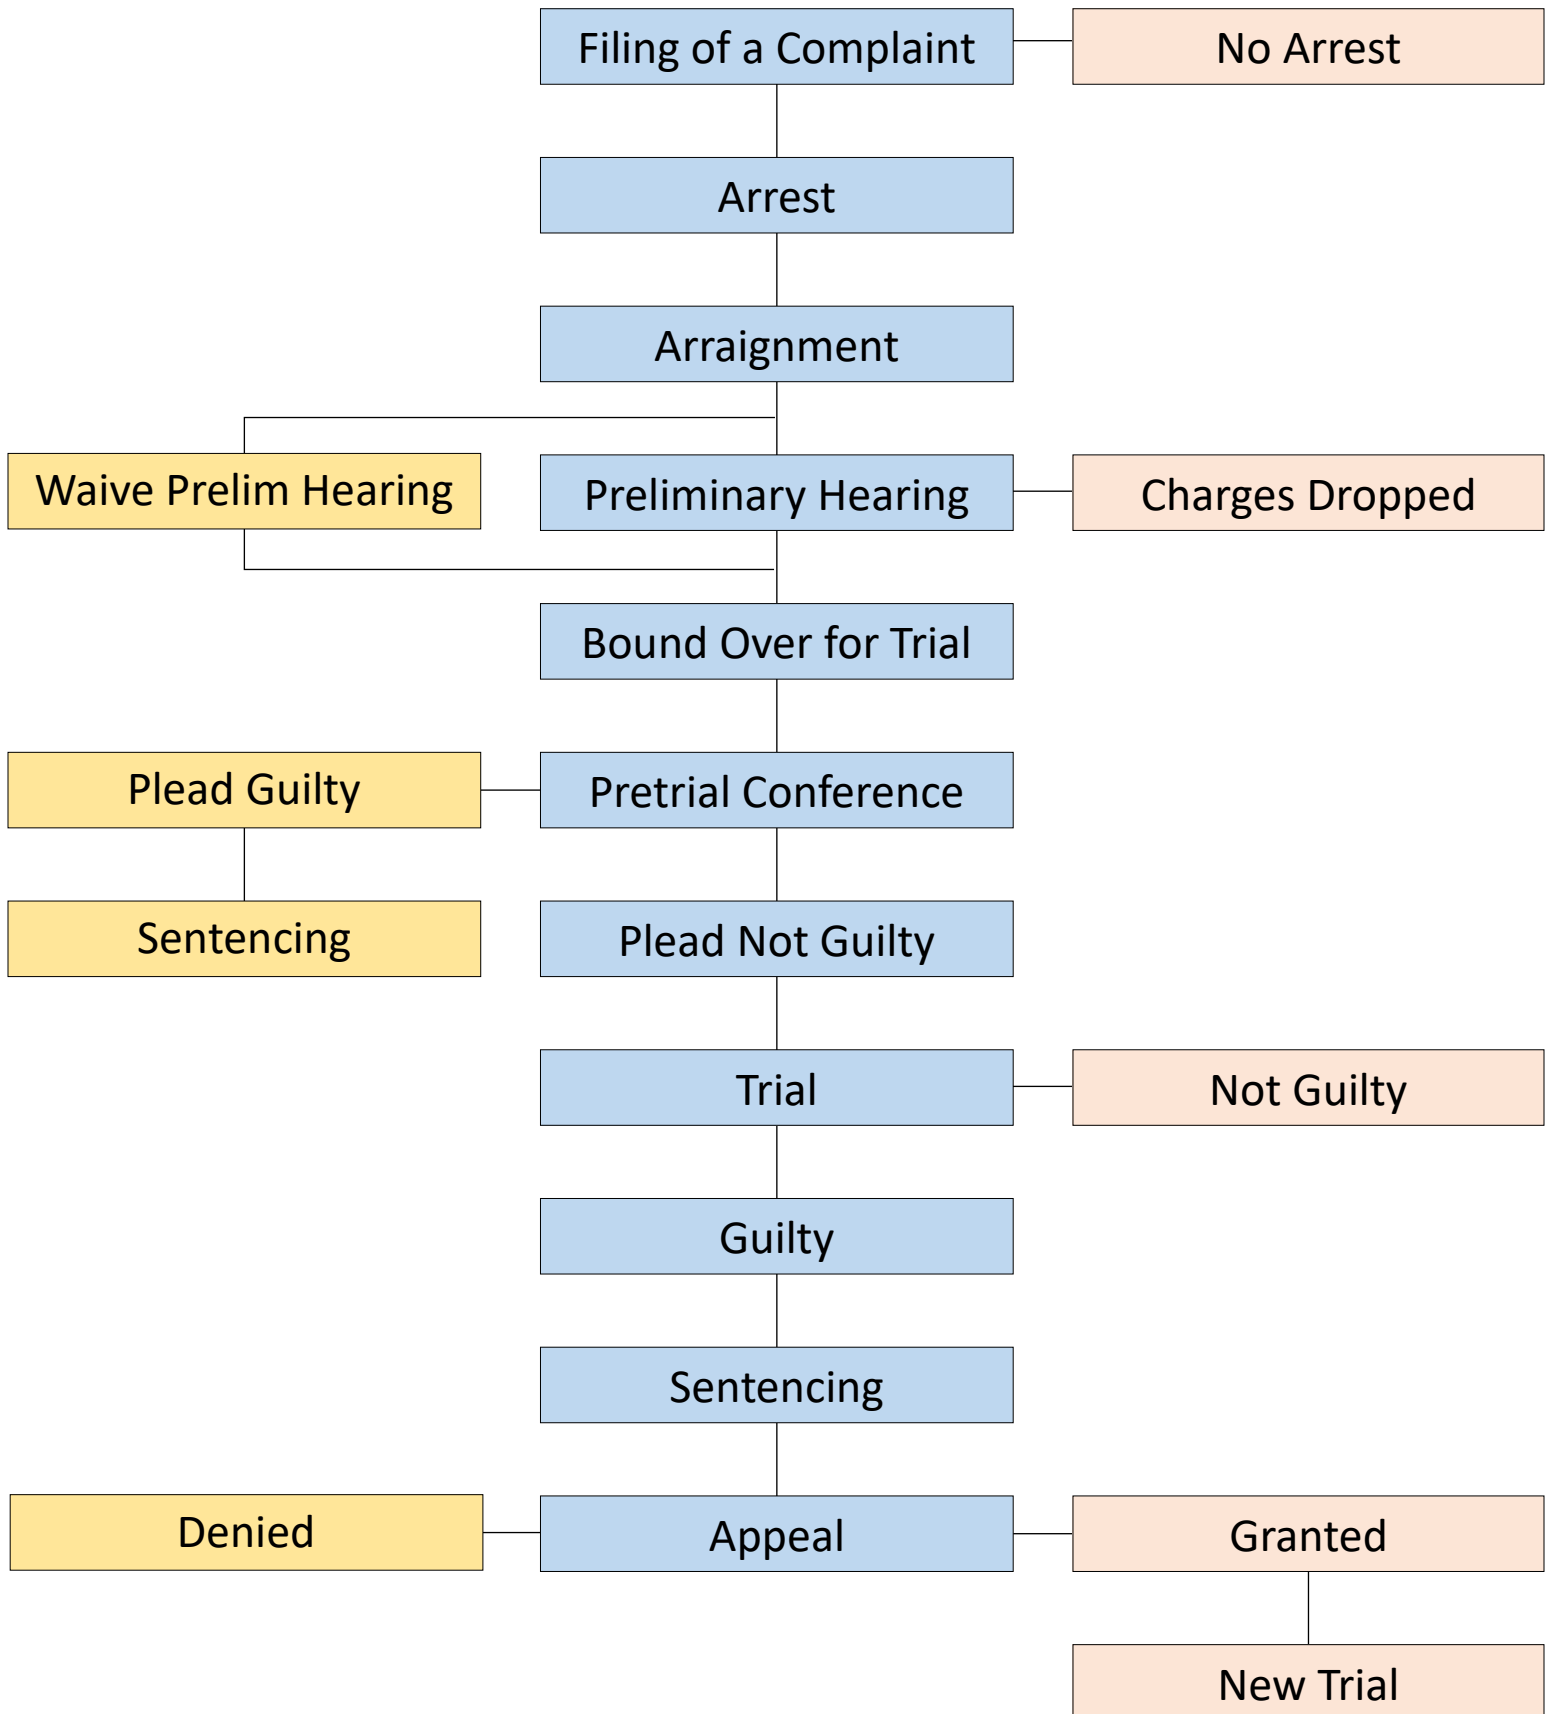 Filing of a Complaint
No Arrest
Arrest
Arraignment
Waive Prelim Hearing
Preliminary Hearing
Charges Dropped
Bound Over for Trial
Plead Guilty
Pretrial Conference
Sentencing
Plead Not Guilty
Trial
Not Guilty
Guilty
Sentencing
Denied
Appeal
Granted
New Trial